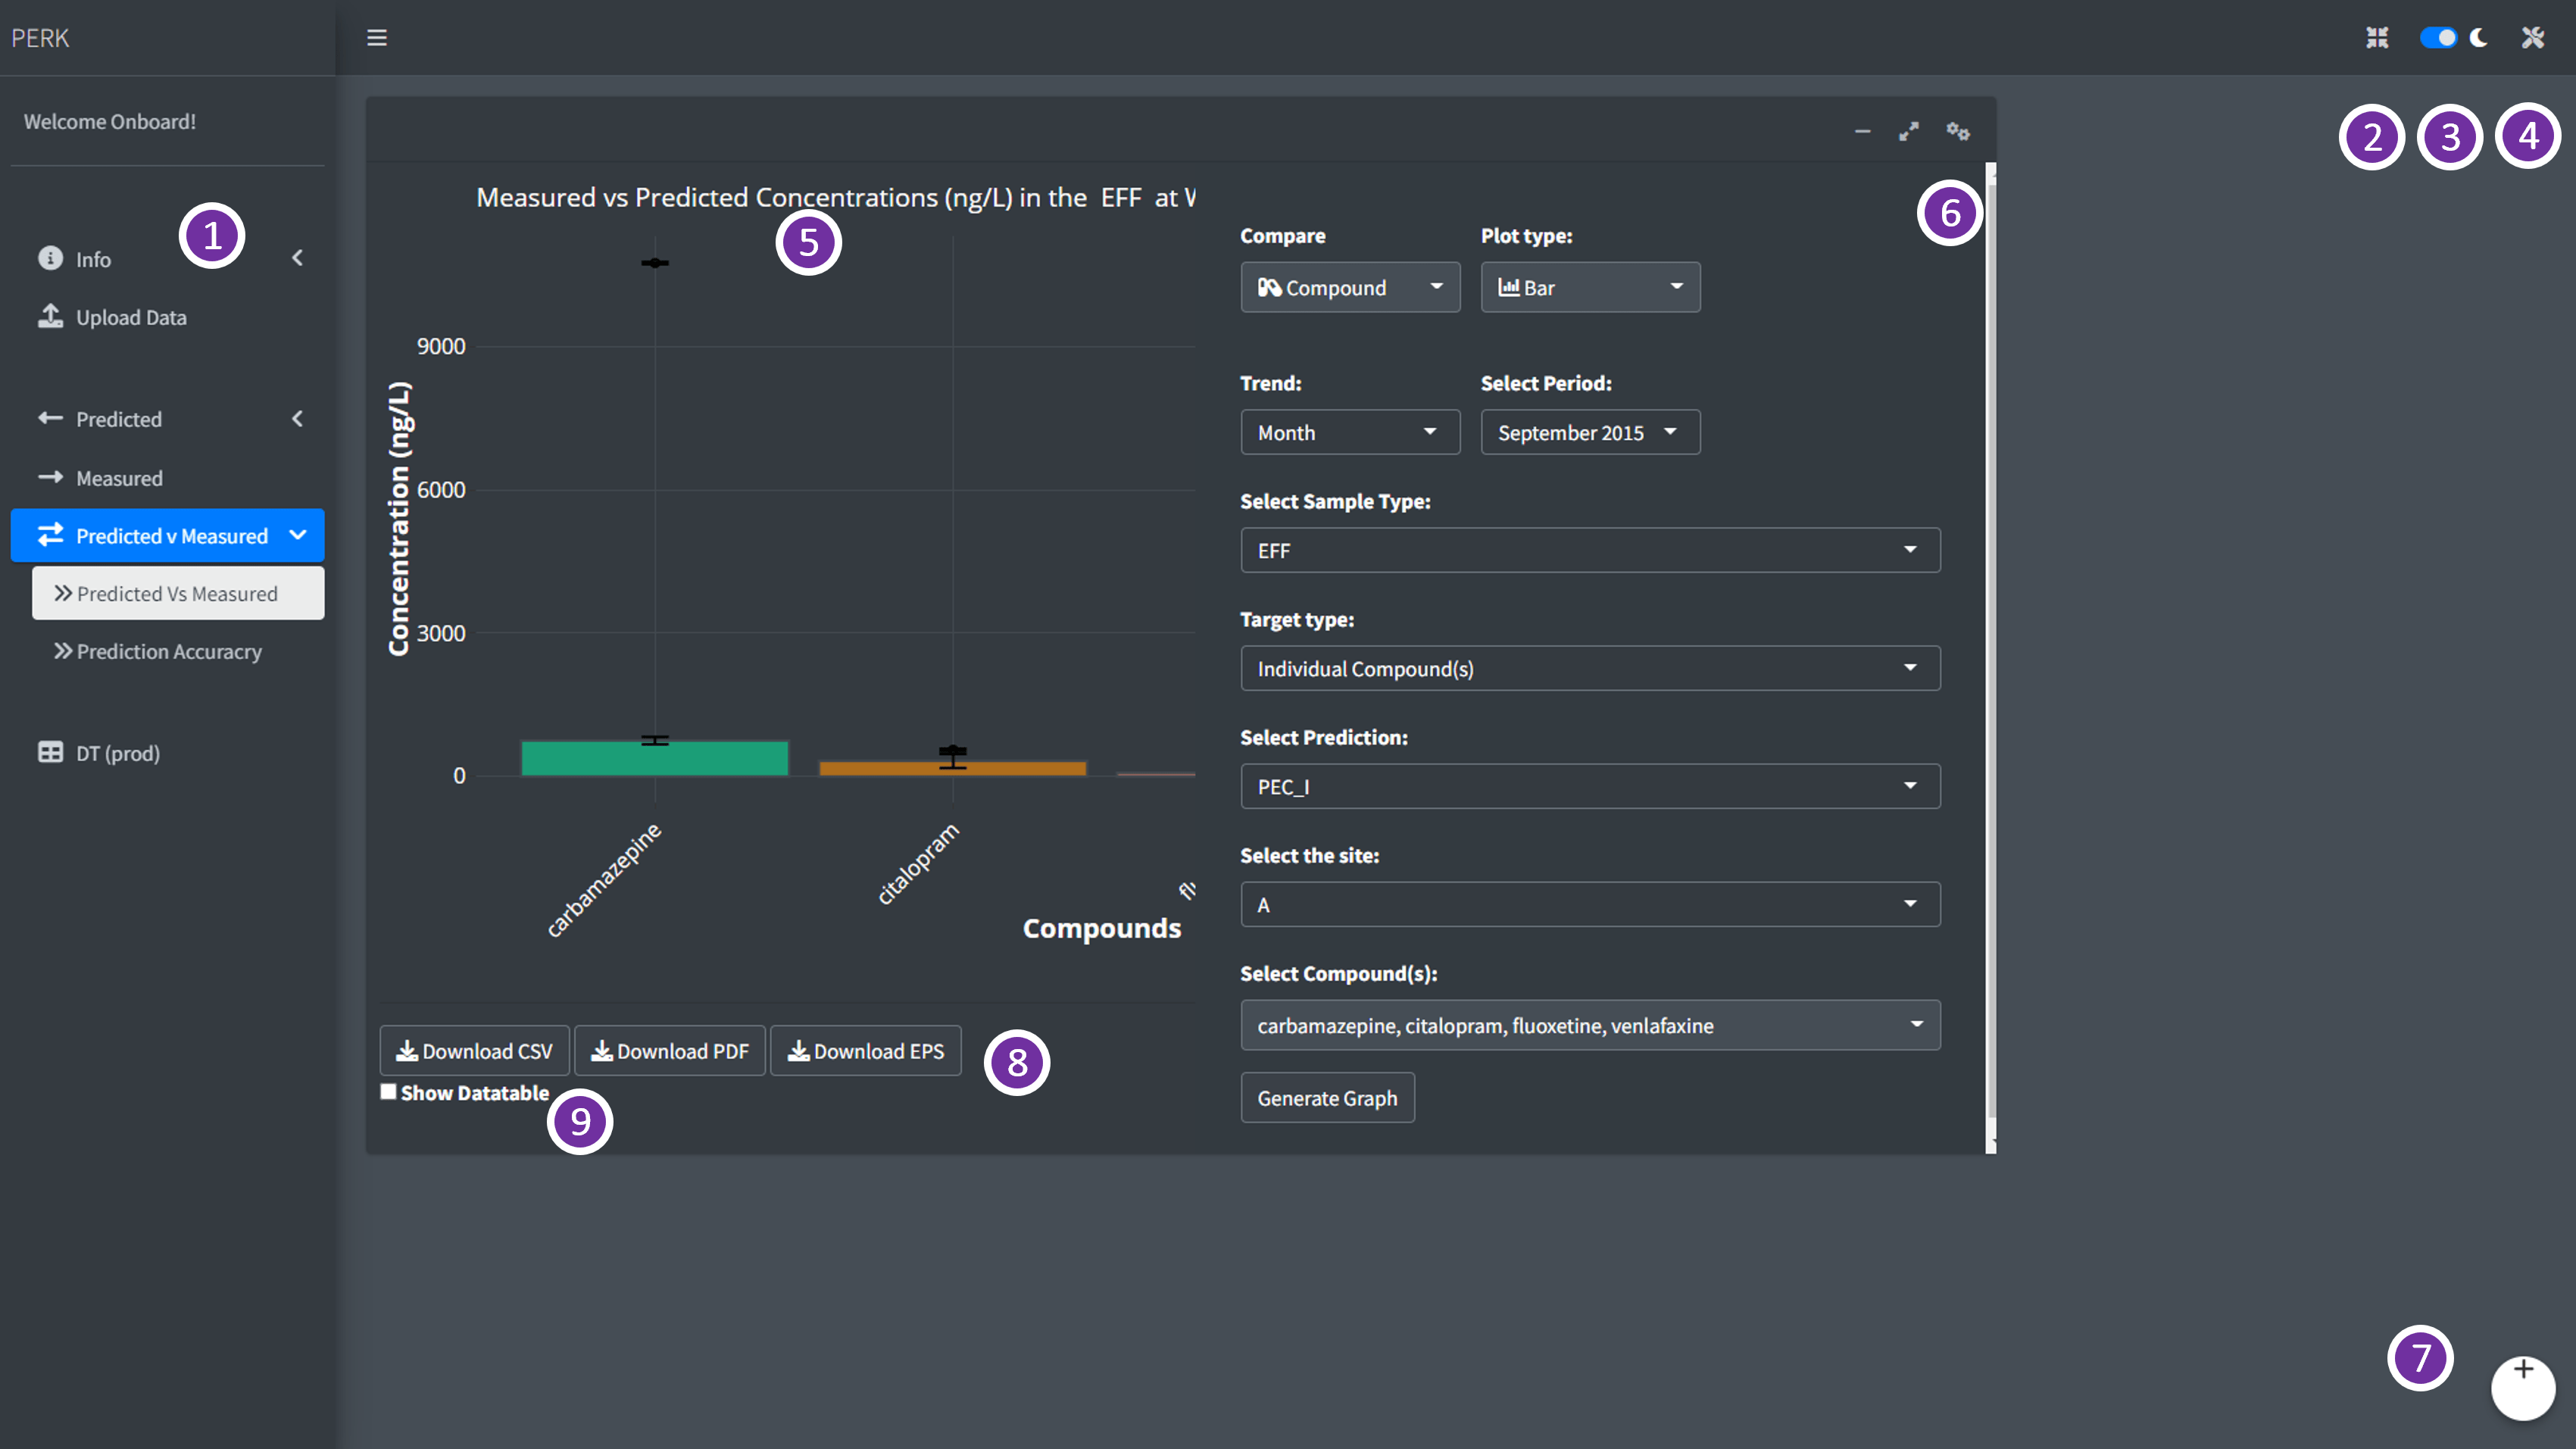 PERK
Welcome Onboard!
1
Info
Upload Data
Predicted
Measured
Predicted v Measured
Predicted Vs Measured
Prediction Accuracry
DT (prod)
2
3
4
Measured vs Predicted Concentrations (ng/L) in the EFF at
5
Concentration (ng/L)
9000
6000
3000
0
carbamazepine
citalopram
Compounds
Download CSV
Download PDF
Download EPS
8
Show Datatable
9
6
Compare
Plot type:
Compound
Bar
Trend:
Select Period:
Month
September 2015
Select Sample Type:
EFF
Target type:
Individual Compound(s)
Select Prediction:
PEC_I
Select the site:
A
Select Compound(s):
carbamazepine, citalopram, fluoxetine, venlafaxine
Generate Graph
7
+